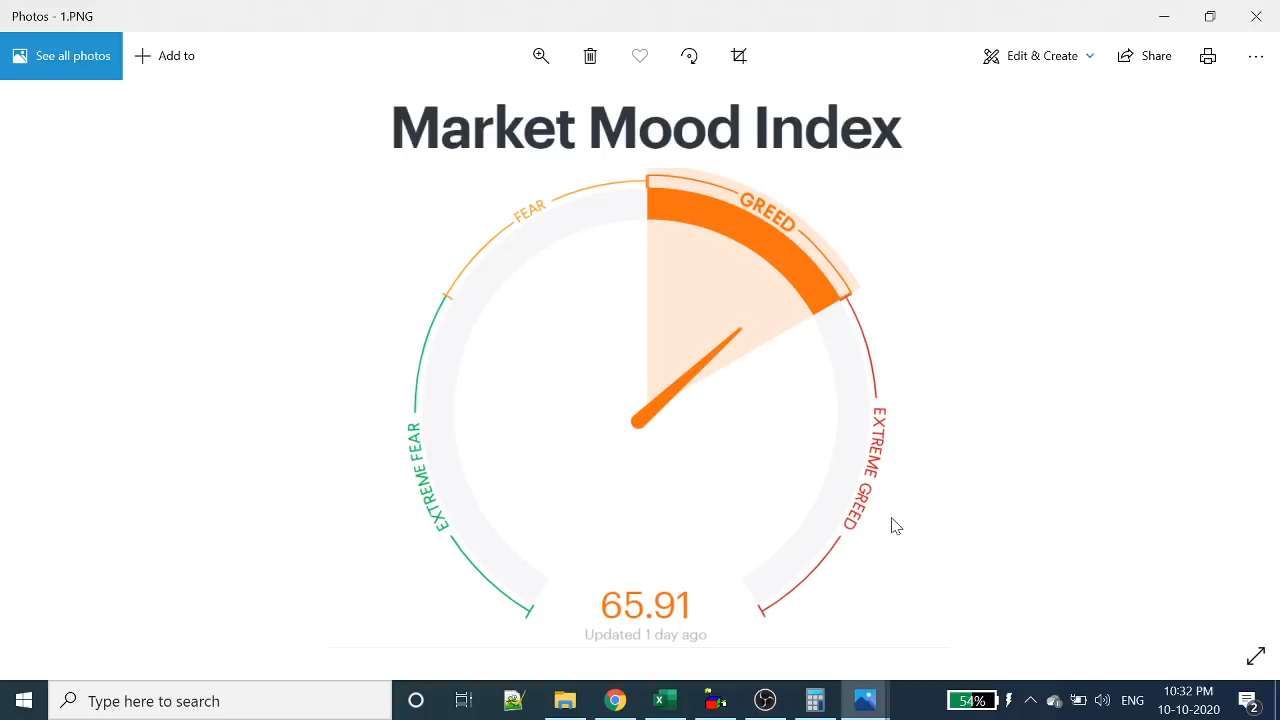 Photos - 1.PNG
See all photos
Add to
Edit & Create
Share
Market Mood Index
FEAR
GREED
EXTREME FEAR
EXTREME GREED
65.91
Updated 1 day ago
Type here to search
54%
ENG
10:32 PM
10-10-2020
2